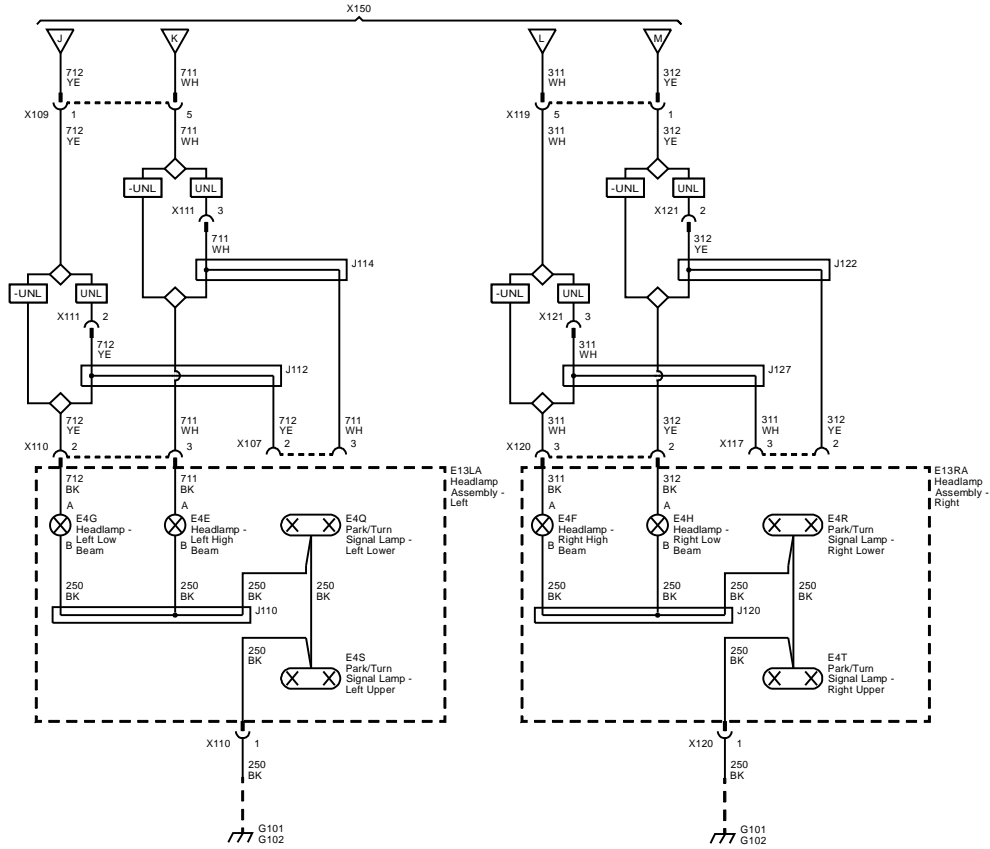 X150
J
K
L
M
712
YE
711
WH
311
WH
312
YE
X109
1
5
X119
5
1
712
YE
711
WH
311
WH
312
YE
-UNL
UNL
-UNL
UNL
X111
3
X121
2
711
WH
312
YE
J114
J122
-UNL
UNL
-UNL
UNL
X111
2
X121
3
712
YE
311
WH
J112
J127
712
YE
711
WH
712
YE
711
WH
311
WH
312
YE
311
WH
312
YE
X110
2
3
X107
2
3
X120
3
2
X117
3
2
E13LA
Headlamp
Assembly -
Left
E13RA
Headlamp
Assembly -
Right
712
BK
711
BK
311
BK
312
BK
A
E4G
Headlamp -
Left Low
Beam
B
A
E4E
Headlamp -
Left High
Beam
B
E4Q
Park/Turn
Signal Lamp -
Left Lower
A
E4F
Headlamp -
Right High
Beam
B
A
E4H
Headlamp -
Right Low
Beam
B
E4R
Park/Turn
Signal Lamp -
Right Lower
250
BK
250
BK
250
BK
250
BK
250
BK
250
BK
250
BK
250
BK
J110
J120
250
BK
E4S
Park/Turn
Signal Lamp -
Left Upper
250
BK
E4T
Park/Turn
Signal Lamp -
Right Upper
X110
1
X120
1
250
BK
250
BK
G101
G102
G101
G102